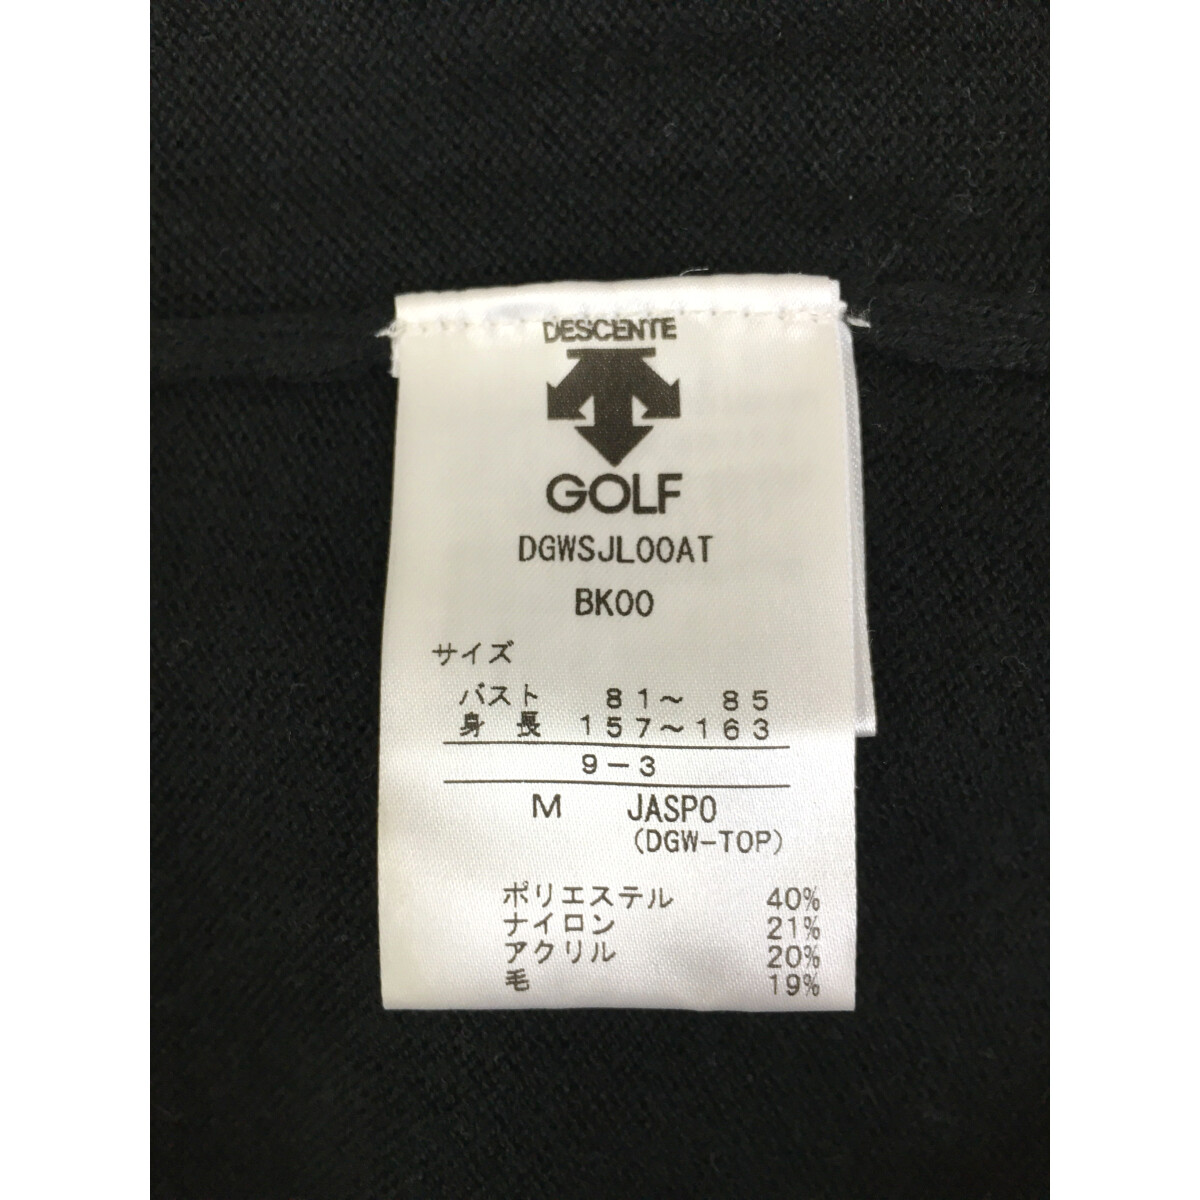 DESCENTE
GOLF
DGWSJL00AT
BK00
サイズ
バスト 81～ 85
身 長 157～163
9－3
M JASPO
(DGW-TOP)
ポリエステル 40%
ナイロン 21%
アクリル 20%
毛 19%